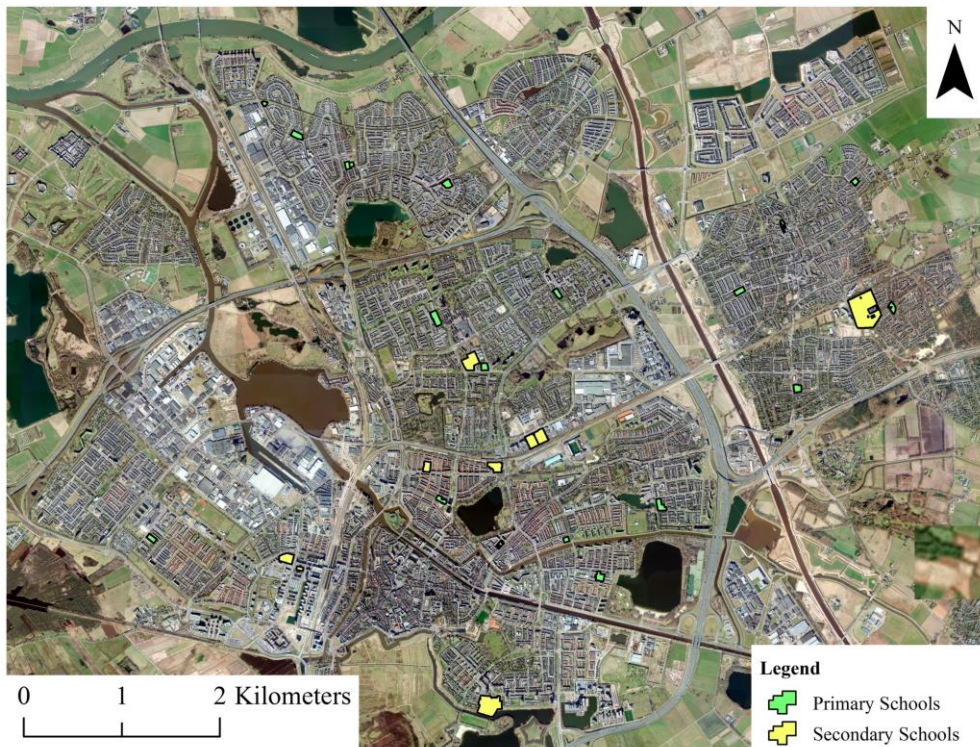 N
0 1 2 Kilometers
Legend
Primary Schools
Secondary Schools